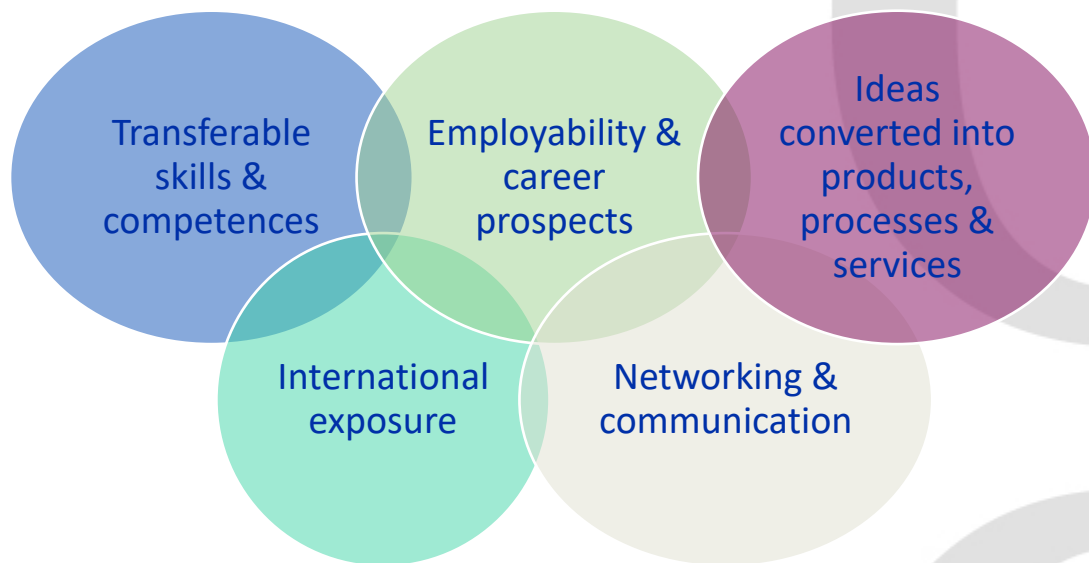 Transferable
skills &
competences
Employability &
career
prospects
Ideas
converted into
products,
processes &
services
International
exposure
Networking &
communication